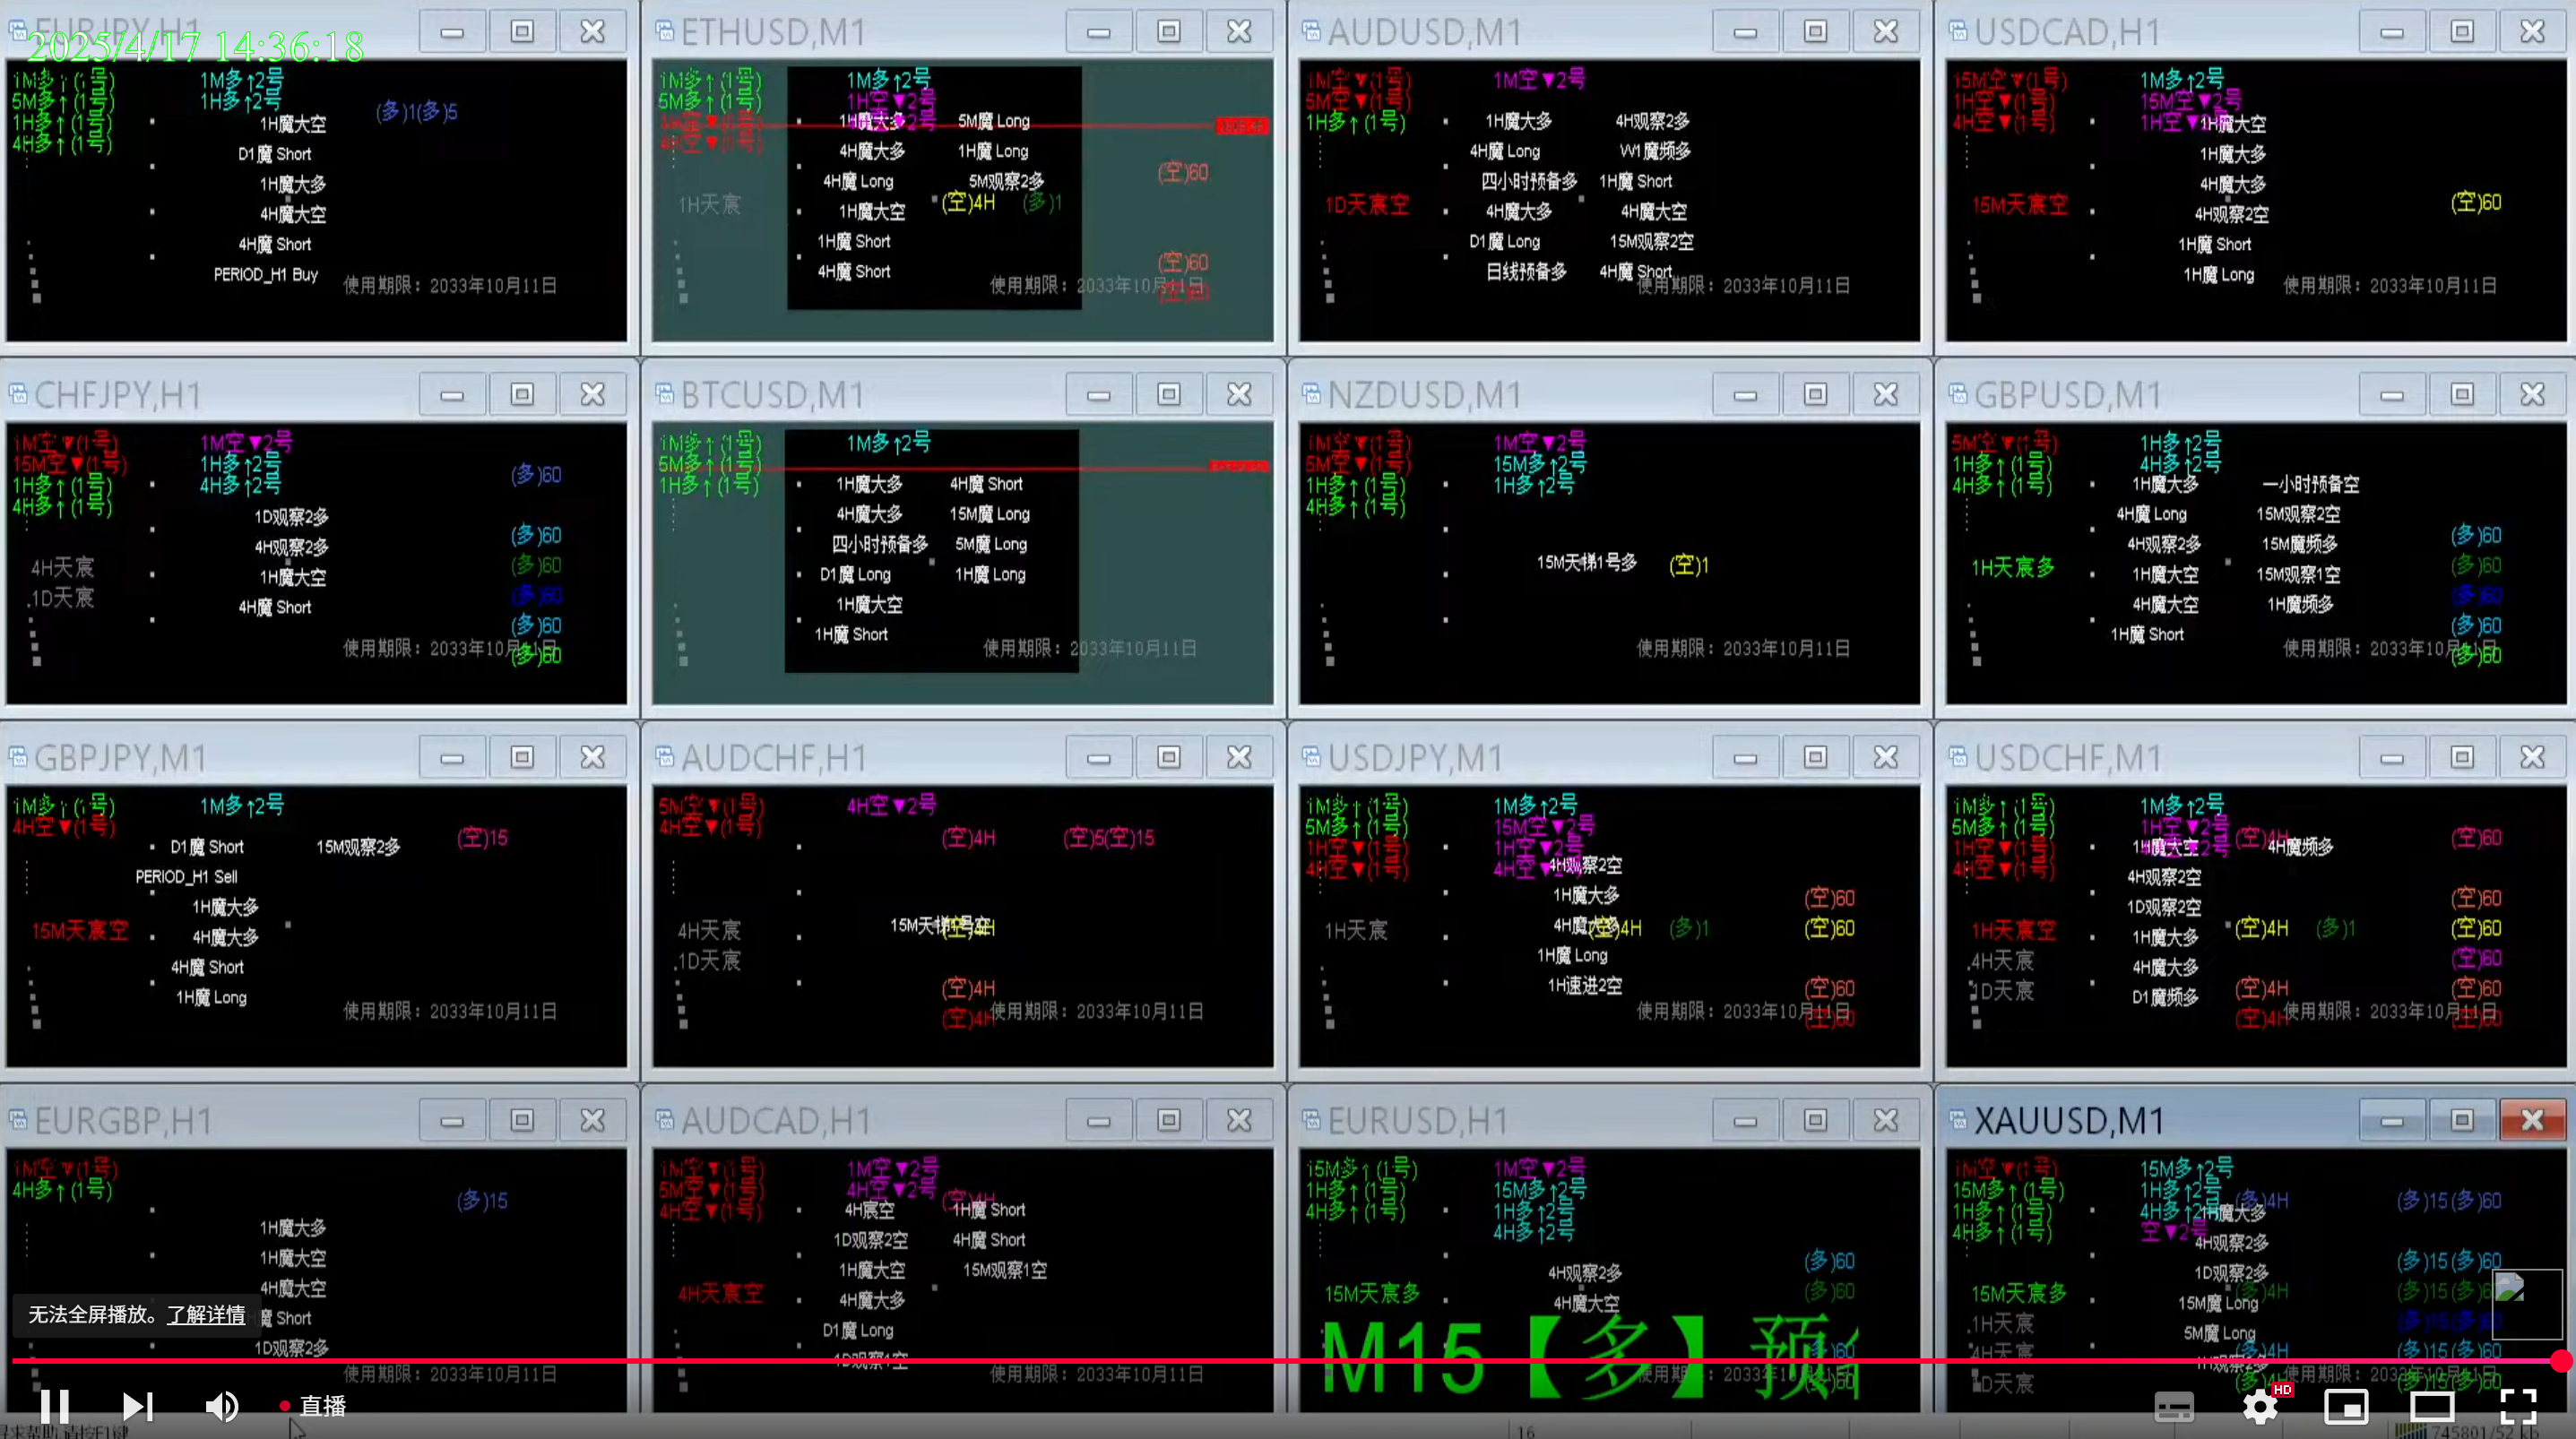 EURJPY,H1
2025/4/17 14:36:18
1M多↑(1号)
5M多↑(1号)
1H多↑(1号)
4H多↑(1号)
1M多↑2号
1H多↑2号
(多)1(多)5
1H魔大空
D1魔 Short
1H魔大多
4H魔大空
4H魔 Short
PERIOD_H1 Buy
使用期限：2033年10月11日
ETHUSD,M1
1M多↑(1号)
5M多↑(1号)
1M多↑2号
1H空▼2号
1H魔大多
5M魔 Long
4H魔大多
1H魔 Long
4H魔 Long
5M观察2多
1H天宸
(空)4H
(多)1
1H魔大空
1H魔 Short
4H魔 Short
(空)60
(空)60
(空)60
使用期限：2033年10月11日
AUDUSD,M1
1M空▼(1号)
5M空▼(1号)
1H多↑(1号)
1M空▼2号
1H魔大多
4H观察2多
4H魔 Long
W1魔频多
四小时预备多
1H魔 Short
1D天宸空
4H魔大多
4H魔大空
D1魔 Long
15M观察2空
日线预备多
4H魔 Short
使用期限：2033年10月11日
USDCAD,H1
15M空▼(1号)
1H空▼(1号)
4H空▼(1号)
1M多↑2号
15M空▼2号
1H空▼2号
1H魔大空
1H魔大多
4H魔大多
15M天宸空
(空)60
4H观察2空
1H魔 Short
1H魔 Long
使用期限：2033年10月11日
CHFJPY,H1
1M空▼(1号)
15M空▼(1号)
1H多↑(1号)
4H多↑(1号)
1M空▼2号
1H多↑2号
4H多↑2号
(多)60
1D观察2多
(多)60
4H观察2多
4H天宸
(多)60
1H魔大空
1D天宸
(多)60
4H魔 Short
(多)60
(多)60
使用期限：2033年10月11日
BTCUSD,M1
1M多↑(1号)
5M多↑(1号)
1H多↑(1号)
1M多↑2号
1H魔大多
4H魔 Short
4H魔大多
15M魔 Long
四小时预备多
5M魔 Long
D1魔 Long
1H魔 Long
1H魔大空
1H魔 Short
使用期限：2033年10月11日
NZDUSD,M1
1M空▼(1号)
5M空▼(1号)
1H多↑(1号)
4H多↑(1号)
1M空▼2号
15M多↑2号
1H多↑2号
15M天梯1号多
(空)1
使用期限：2033年10月11日
GBPUSD,M1
5M空▼(1号)
1H多↑(1号)
4H多↑(1号)
1H多↑2号
4H多↑2号
1H魔大多
一小时预备空
4H魔 Long
15M观察2空
4H观察2多
15M魔频多
(多)60
1H天宸多
(多)60
1H魔大空
15M观察1空
(多)60
4H魔大空
1H魔频多
(多)60
1H魔 Short
(多)60
使用期限：2033年10月11日
GBPJPY,M1
1M多↑(1号)
4H空▼(1号)
1M多↑2号
D1魔 Short
15M观察2多
(空)15
PERIOD_H1 Sell
1H魔大多
15M天宸空
4H魔大多
4H魔 Short
1H魔 Long
使用期限：2033年10月11日
AUDCHF,H1
5M空▼(1号)
4H空▼(1号)
4H空▼2号
(空)4H
(空)5(空)15
4H天宸
(空)4H
1D天宸
(空)4H
(空)4H
使用期限：2033年10月11日
USDJPY,M1
1M多↑(1号)
5M多↑(1号)
1H空▼(1号)
4H空▼(1号)
1M多↑2号
15M空▼2号
1H空▼2号
4H观察2空
1H魔大多
(空)60
1H天宸
(空)4H
(多)1
(空)60
1H魔 Long
1H速进2空
(空)60
(空)60
使用期限：2033年10月11日
USDCHF,M1
1M多↑(1号)
5M多↑(1号)
1H空▼(1号)
4H空▼(1号)
1M多↑2号
1H空▼2号
(空)4H
(空)60
1H魔大空
4H魔频多
4H观察2空
1D观察2空
(空)60
1H天宸空
(空)4H
(多)1
(空)60
1H魔大多
4H天宸
(空)60
4H魔大多
1D天宸
(空)4H
(空)60
D1魔频多
(空)4H
(空)60
使用期限：2033年10月11日
EURGBP,H1
1M空▼(1号)
4H多↑(1号)
(多)15
1H魔大多
1H魔大空
4H魔大空
魔 Short
1D观察2多
使用期限：2033年10月11日
AUDCAD,H1
1M空▼(1号)
5M空▼(1号)
4H空▼(1号)
1M空▼2号
4H空▼2号
(空)4H
4H宸空
1H魔 Short
1D观察2空
4H魔 Short
1H魔大空
15M观察1空
4H天宸空
4H魔大多
D1魔 Long
1D观察1空
使用期限：2033年10月11日
EURUSD,H1
15M多↑(1号)
1H多↑(1号)
4H多↑(1号)
1M空▼2号
15M多↑2号
1H多↑2号
4H多↑2号
4H观察2多
(多)60
15M天宸多
4H魔大空
(多)60
M15【多】预
(多)60
(多)60
使用期限：2033年10月11日
XAUUSD,M1
1M空▼(1号)
15M多↑(1号)
1H多↑(1号)
4H多↑(1号)
15M多↑2号
1H多↑2号
4H多↑2号
空▼2号
(多)4H
(多)15(多)60
1H魔大多
4H观察2多
1D观察2多
(多)15(多)60
15M天宸多
15M魔 Long
1H天宸
5M魔 Long
4H天宸
(多)4H
(多)15(多)60
1D天宸
(多)15(多)60
使用期限：2033年10月11日
无法全屏播放。了解详情
直播
HD
16
745801/52 kb